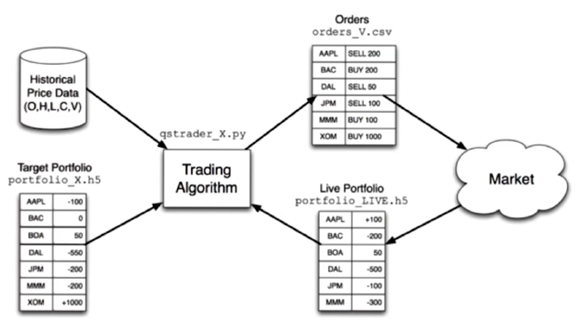 Orders
orders_V.csv
AAPL SELL 200
BAC BUY 200
DAL SELL 50
JPM SELL 100
MMM BUY 100
XOM BUY 1000
Historical
Price Data
(O,H,L,C,V)
qstrader_X.py
Trading
Algorithm
Market
Target Portfolio
portfolio_X.h5
AAPL -100
BAC 0
BOA 50
DAL -550
JPM -200
MMM -200
XOM +1000
Live Portfolio
portfolio_LIVE.h5
AAPL +100
BAC -200
BOA 50
DAL -500
JPM -100
MMM -300